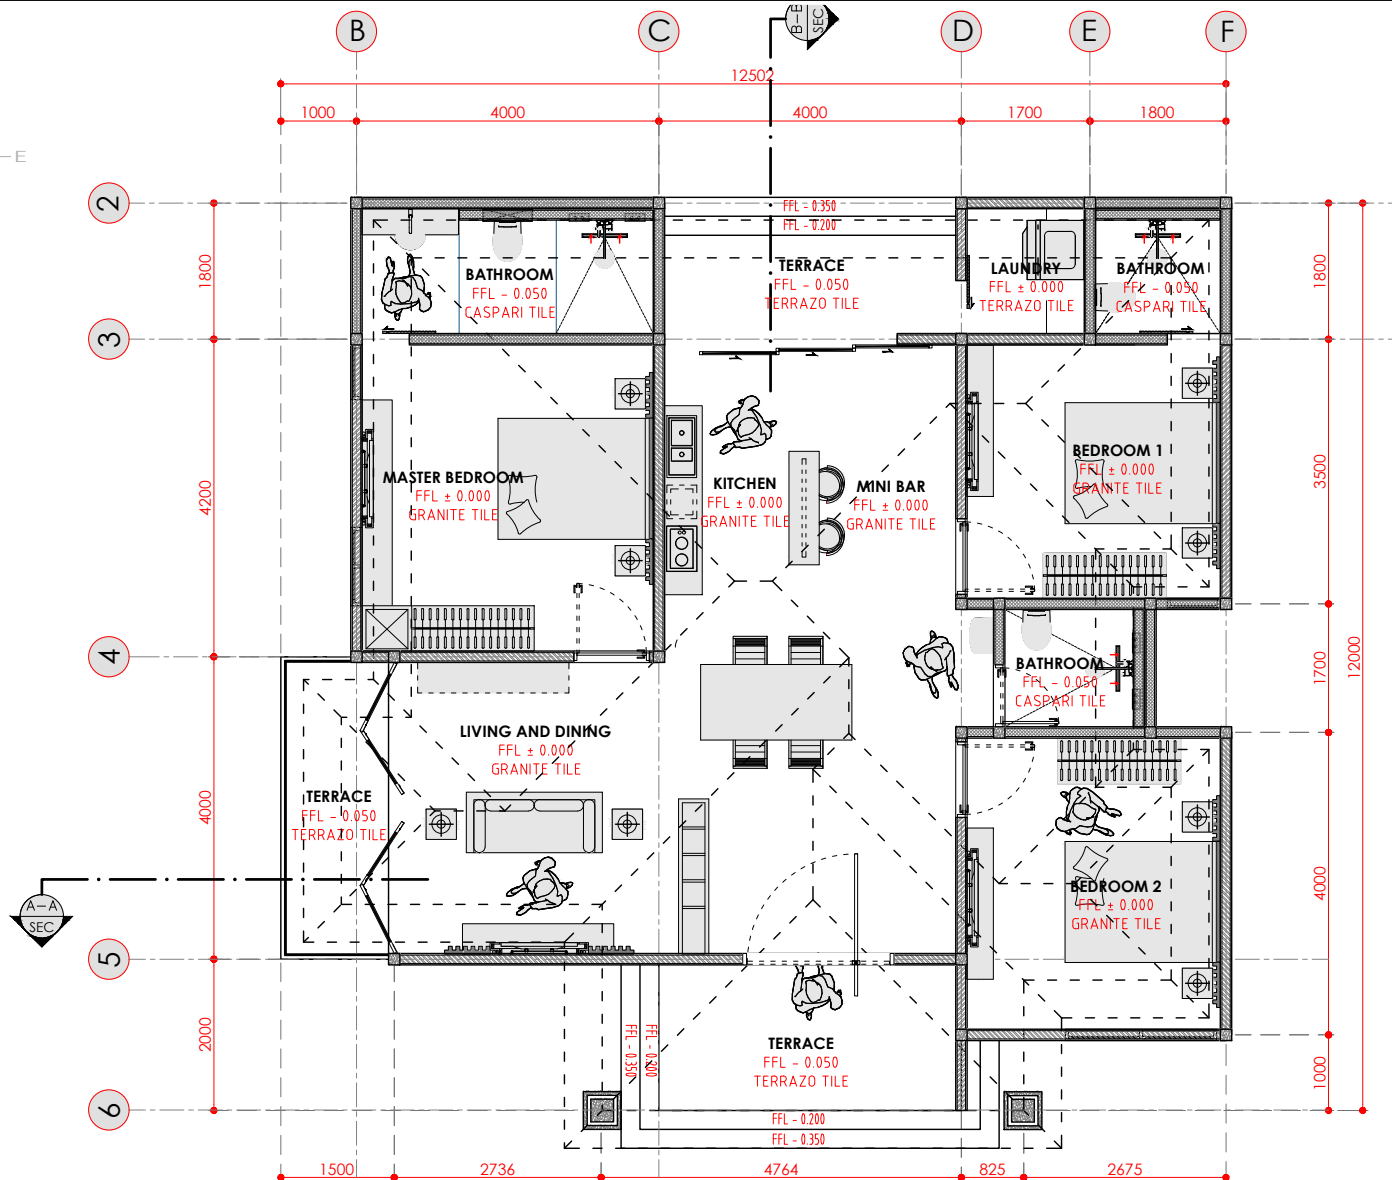 B
C
D
E
F
B-B
SEC
12502
1000
4000
4000
1700
1800
-E
2
3
4
5
6
1800
4200
4000
2000
1800
3500
1700
4000
1000
12000
FFL - 0.350
FFL - 0.200
BATHROOM
FFL - 0.050
CASPARI TILE
TERRACE
FFL - 0.050
TERRAZO TILE
LAUNDRY
FFL ± 0.000
TERRAZO TILE
BATHROOM
FFL - 0.050
CASPARI TILE
MASTER BEDROOM
FFL ± 0.000
GRANITE TILE
KITCHEN
FFL ± 0.000
GRANITE TILE
MINI BAR
FFL ± 0.000
GRANITE TILE
BEDROOM 1
FFL ± 0.000
GRANITE TILE
BATHROOM
FFL - 0.050
CASPARI TILE
LIVING AND DINING
FFL ± 0.000
GRANITE TILE
TERRACE
FFL - 0.050
TERRAZO TILE
BEDROOM 2
FFL ± 0.000
GRANITE TILE
A-A
SEC
TERRACE
FFL - 0.050
TERRAZO TILE
FFL - 0.350
FFL - 0.200
FFL - 0.200
FFL - 0.350
1500
2736
4764
825
2675